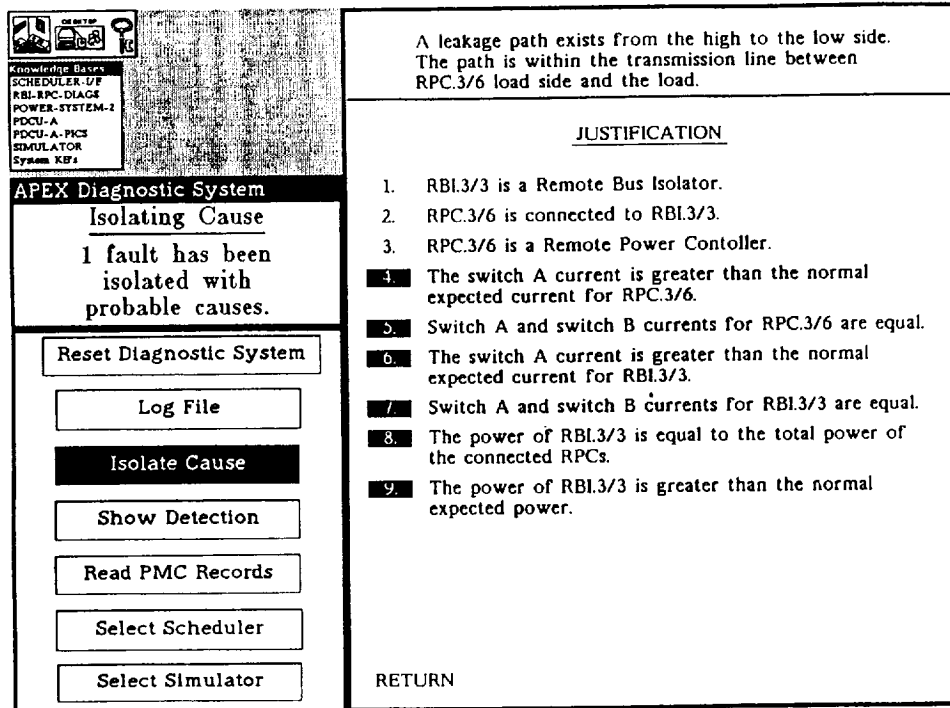 DESKTOP
Knowledge Bases
SCHEDULER-I/F
RBI-RPC-DIAGS
POWER-SYSTEM-2
PDCU-A
PDCU-A-PICS
SIMULATOR
System KB's
APEX Diagnostic System
Isolating Cause
1 fault has been
isolated with
probable causes.
Reset Diagnostic System
Log File
Isolate Cause
Show Detection
Read PMC Records
Select Scheduler
Select Simulator
A leakage path exists from the high to the low side.
The path is within the transmission line between
RPC.3/6 load side and the load.
JUSTIFICATION
1. RBI.3/3 is a Remote Bus Isolator.
2. RPC.3/6 is connected to RBI.3/3.
3. RPC.3/6 is a Remote Power Contoller.
4. The switch A current is greater than the normal
expected current for RPC.3/6.
5. Switch A and switch B currents for RPC.3/6 are equal.
6. The switch A current is greater than the normal
expected current for RBI.3/3.
7. Switch A and switch B currents for RBI.3/3 are equal.
8. The power of RBI.3/3 is equal to the total power of
the connected RPCs.
9. The power of RBI.3/3 is greater than the normal
expected power.
RETURN